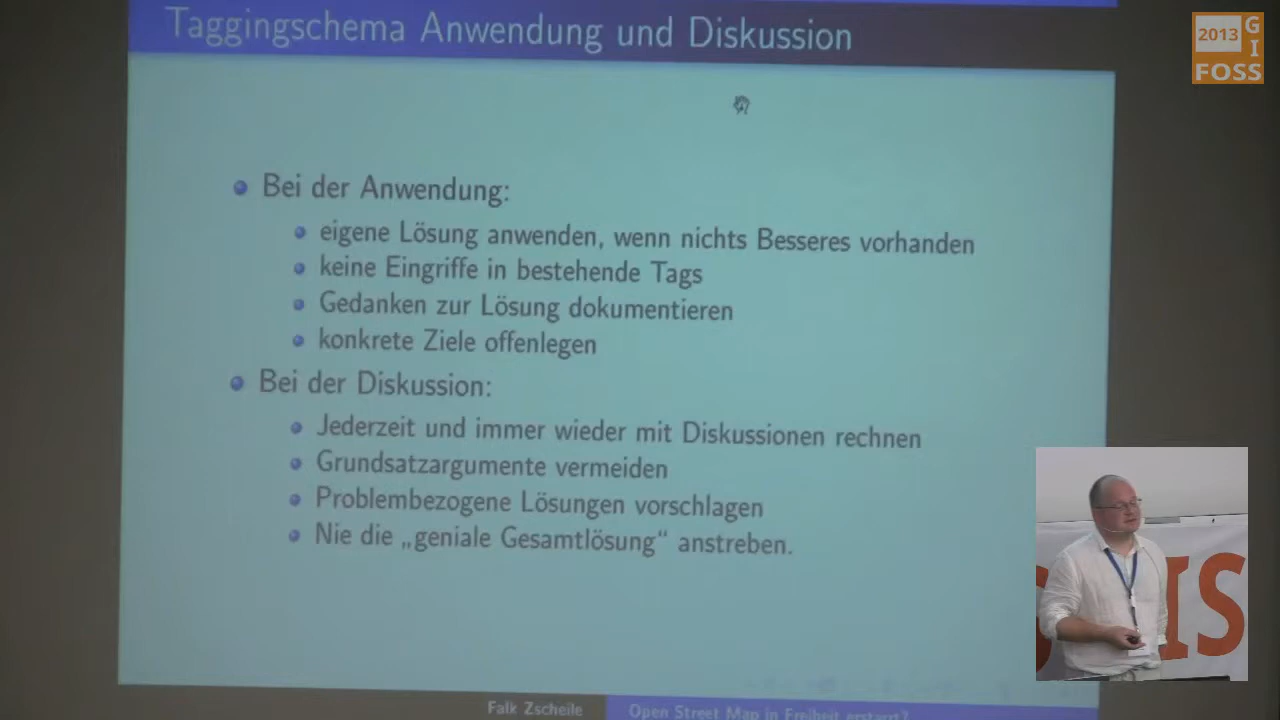 Taggingschema Anwendung und Diskussion
2013 GI
FOSS
Bei der Anwendung:
eigene Lösung anwenden, wenn nichts Besseres vorhanden
keine Eingriffe in bestehende Tags
Gedanken zur Lösung dokumentieren
konkrete Ziele offenlegen
Bei der Diskussion:
Jederzeit und immer wieder mit Diskussionen rechnen
Grundsatzargumente vermeiden
Problembezogene Lösungen vorschlagen
Nie die „geniale Gesamtlösung“ anstreben.
IS
Falk Zscheile
Open Street Map in Freiheit erstarrt?